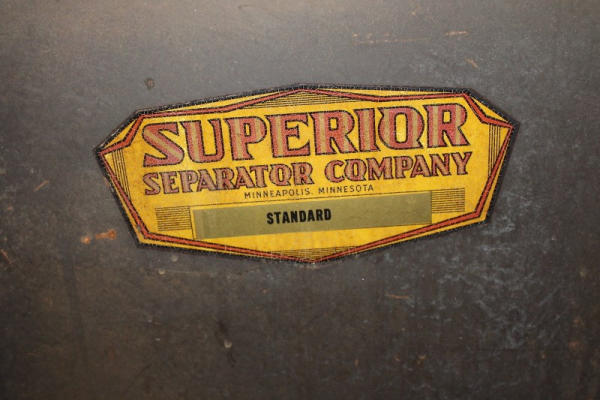 SUPERIOR
SEPARATOR COMPANY
MINNEAPOLIS, MINNESOTA
STANDARD